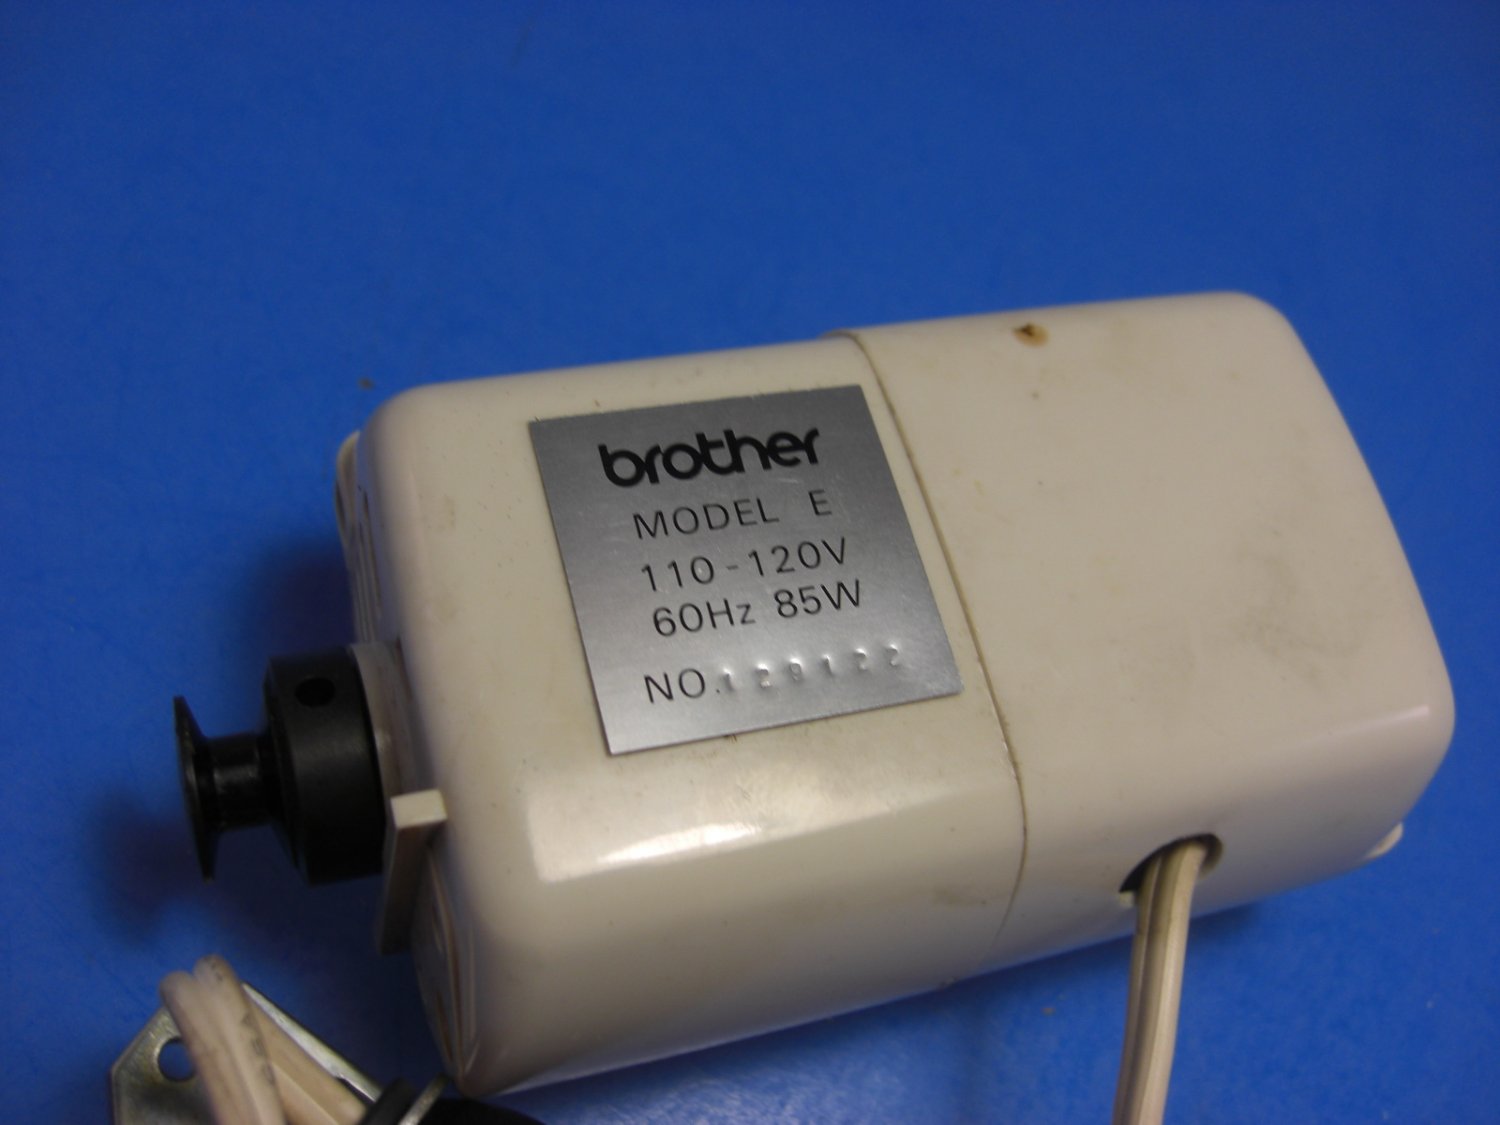 brother
MODEL E
110-120V
60Hz 85W
NO.129122